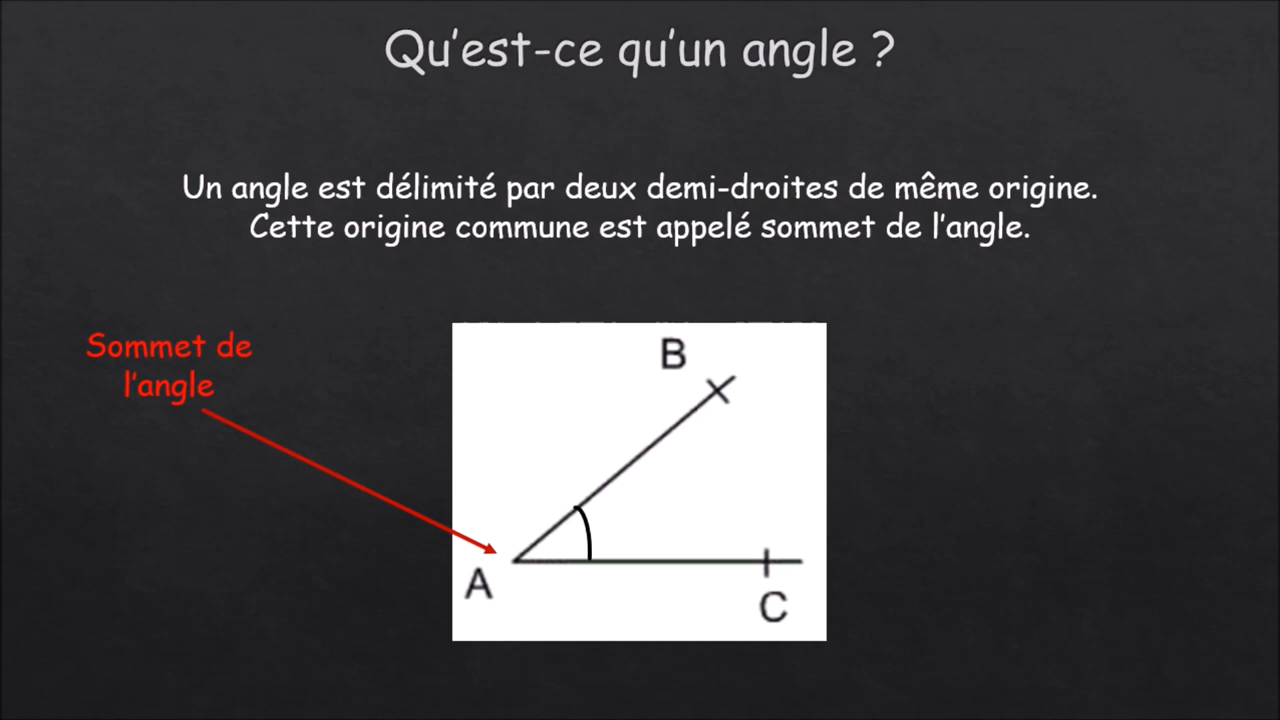 Qu'est-ce qu'un angle ?
Un angle est délimité par deux demi-droites de même origine.
Cette origine commune est appelé sommet de l'angle.
Sommet de
l'angle
B
A
C